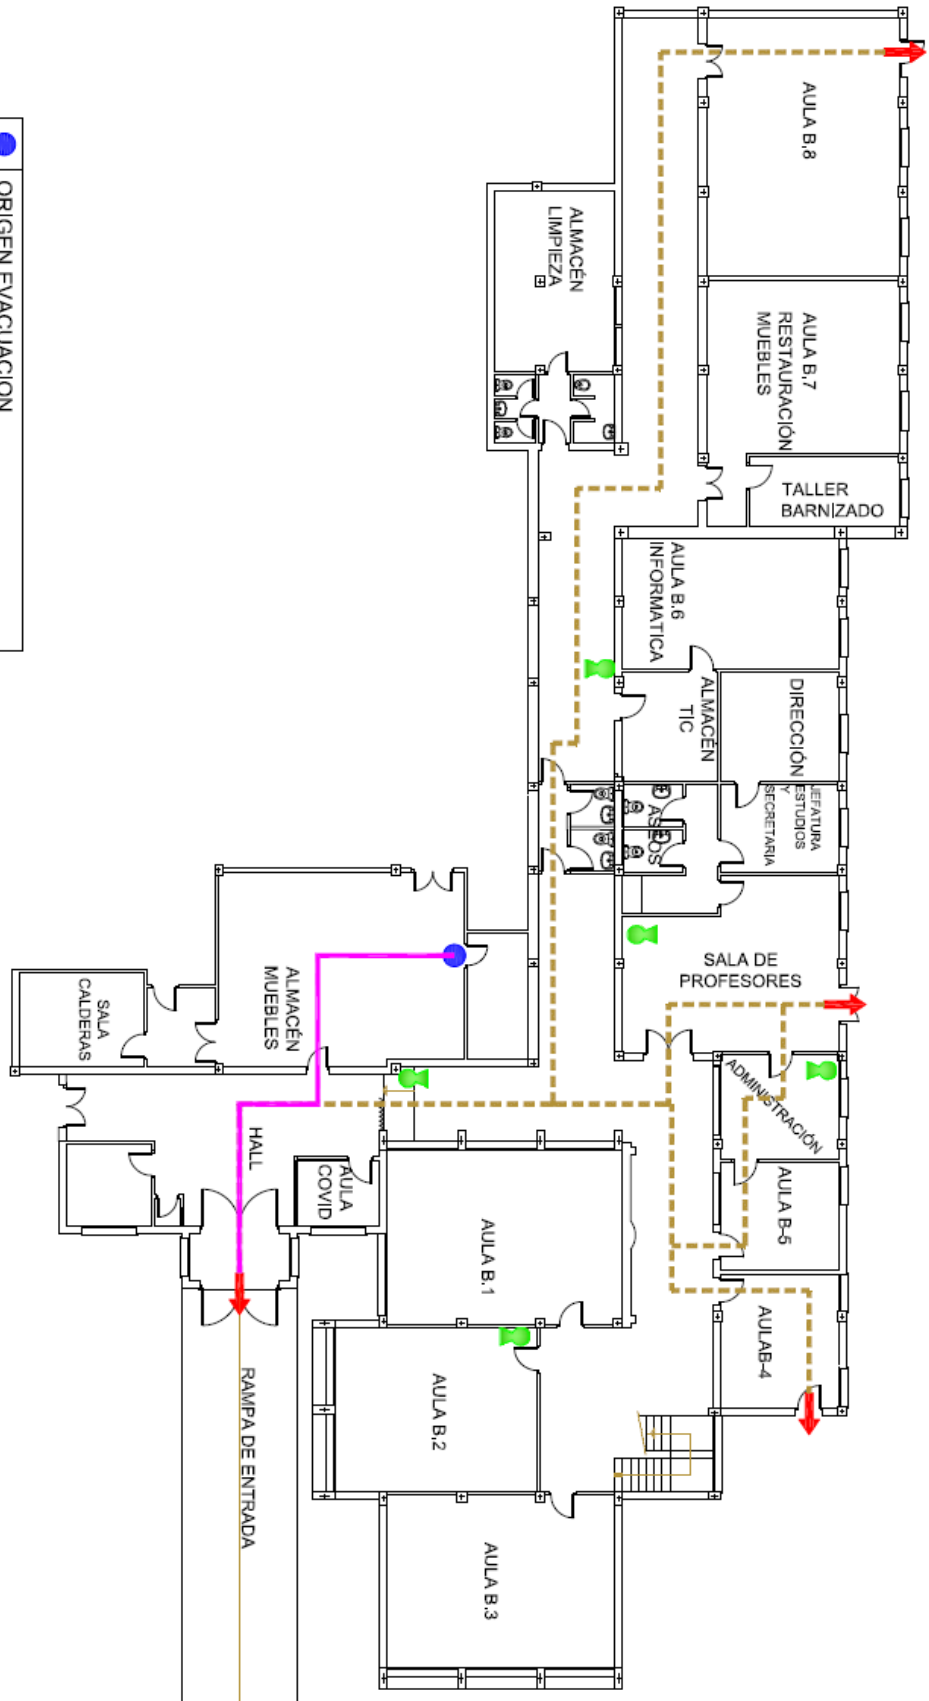 AULA B.8
ALMACÉN
LIMPIEZA
AULA B.7
RESTAURACIÓN
MUEBLES
TALLER
BARNIZADO
AULA B.6
INFORMATICA
ALMACÉN
TIC
DIRECCIÓN
JEFATURA
ESTUDIOS
Y
SECRETARIA
ASEOS
SALA DE
PROFESORES
ALMACÉN
MUEBLES
SALA
CALDERAS
ADMINISTRACIÓN
HALL
AULA
COVID
AULA B-5
AULA B.1
AULAB-4
AULA B.2
RAMPA DE ENTRADA
AULA B.3
ORIGEN EVACUACION